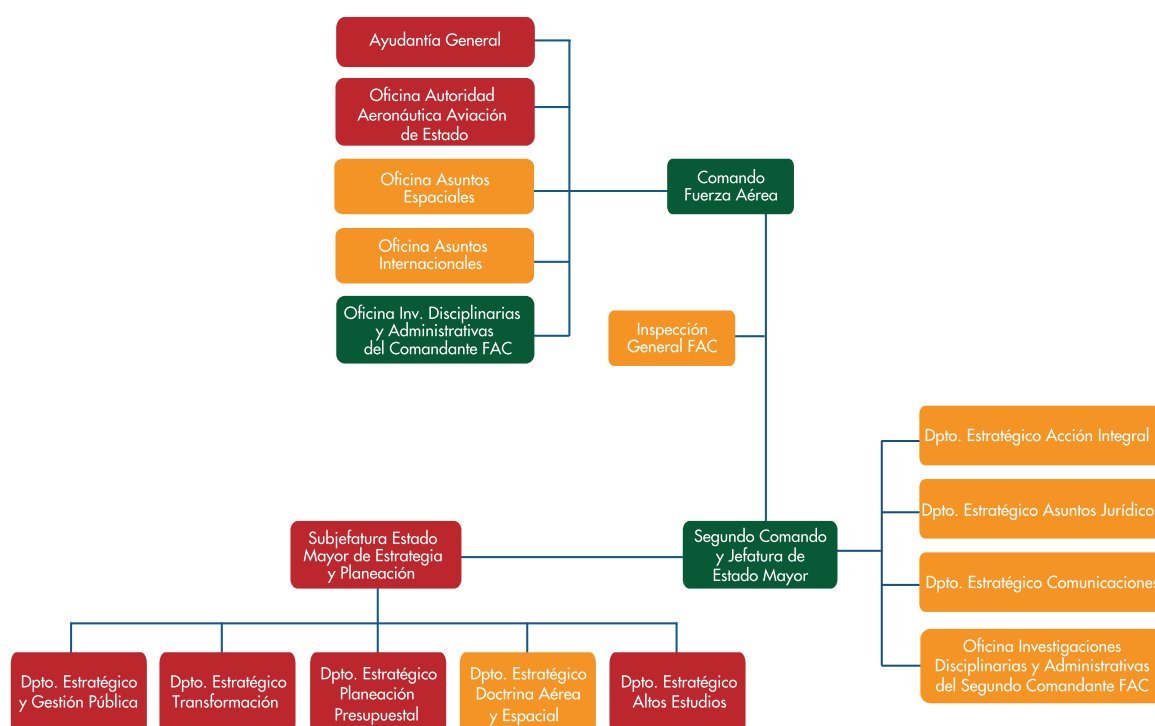 Ayudantía General
Oficina Autoridad
Aeronáutica Aviación
de Estado
Oficina Asuntos
Espaciales
Oficina Asuntos
Internacionales
Oficina Inv. Disciplinarias
y Administrativas
del Comandante FAC
Comando
Fuerza Aérea
Inspección
General FAC
Segundo Comando
y Jefatura de
Estado Mayor
Subjefatura Estado
Mayor de Estrategia
y Planeación
Dpto. Estratégico Acción Integral
Dpto. Estratégico Asuntos Jurídico
Dpto. Estratégico Comunicaciones
Oficina Investigaciones
Disciplinarias y Administrativas
del Segundo Comandante FAC
Dpto. Estratégico
y Gestión Pública
Dpto. Estratégico
Transformación
Dpto. Estratégico
Planeación
Presupuestal
Dpto. Estratégico
Doctrina Aérea
y Espacial
Dpto. Estratégico
Altos Estudios